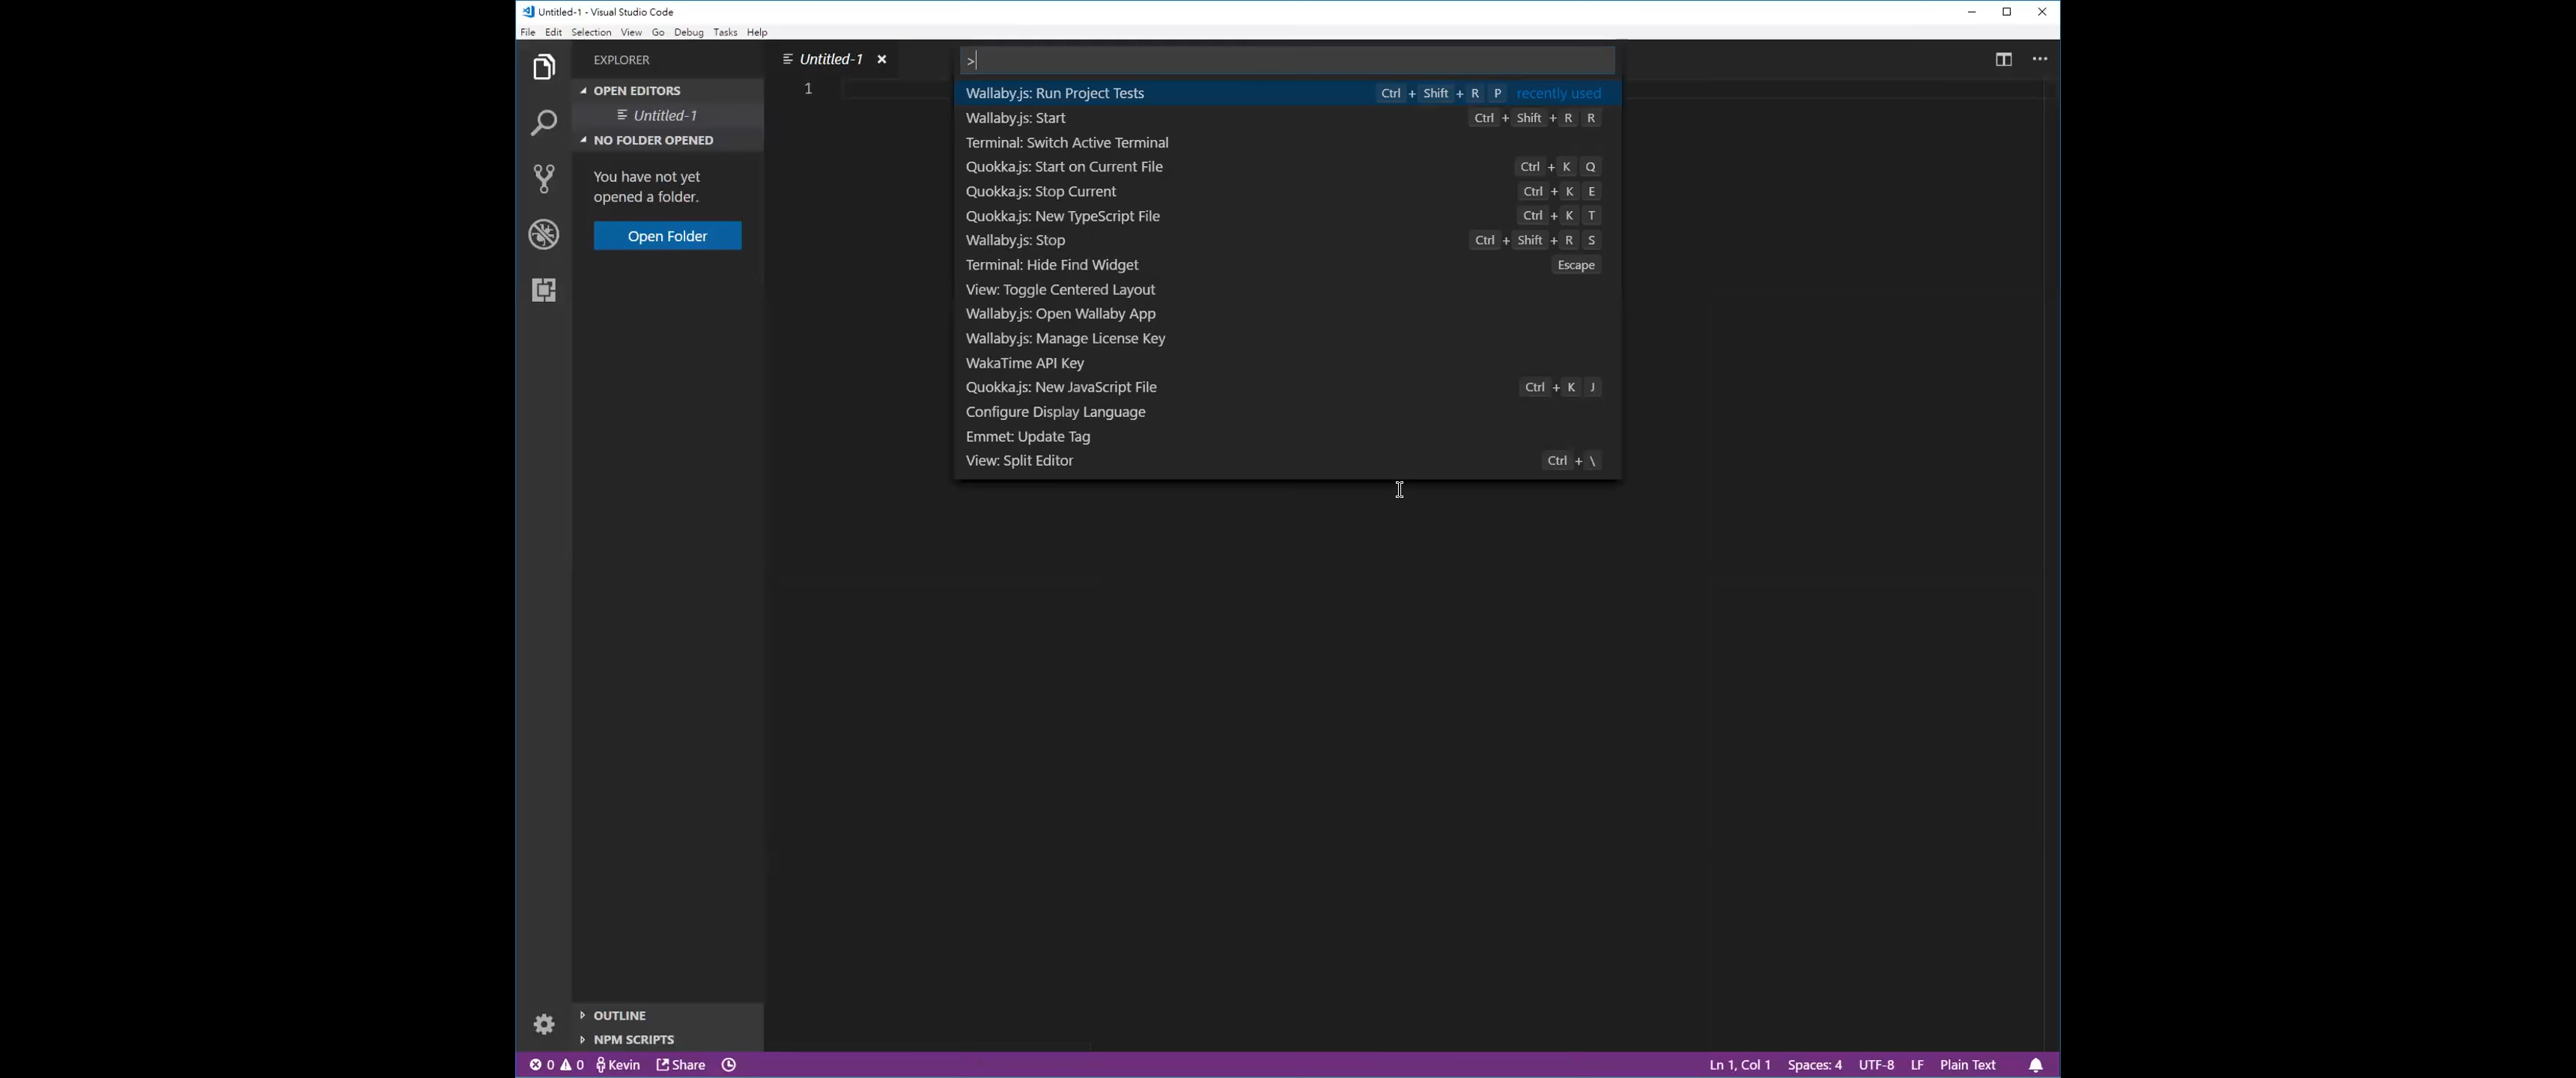 Untitled-1 - Visual Studio Code
File Edit Selection View Go Debug Tasks Help
EXPLORER
OPEN EDITORS
Untitled-1
NO FOLDER OPENED
You have not yet
opened a folder.
Open Folder
OUTLINE
NPM SCRIPTS
Untitled-1
1
>
Wallaby.js: Run Project Tests Ctrl + Shift + R P recently used
Wallaby.js: Start Ctrl + Shift + R R
Terminal: Switch Active Terminal
Quokka.js: Start on Current File Ctrl + K Q
Quokka.js: Stop Current Ctrl + K E
Quokka.js: New TypeScript File Ctrl + K T
Wallaby.js: Stop Ctrl + Shift + R S
Terminal: Hide Find Widget Escape
View: Toggle Centered Layout
Wallaby.js: Open Wallaby App
Wallaby.js: Manage License Key
WakaTime API Key
Quokka.js: New JavaScript File Ctrl + K J
Configure Display Language
Emmet: Update Tag
View: Split Editor Ctrl + \
0 0 Kevin Share Ln 1, Col 1 Spaces: 4 UTF-8 LF Plain Text